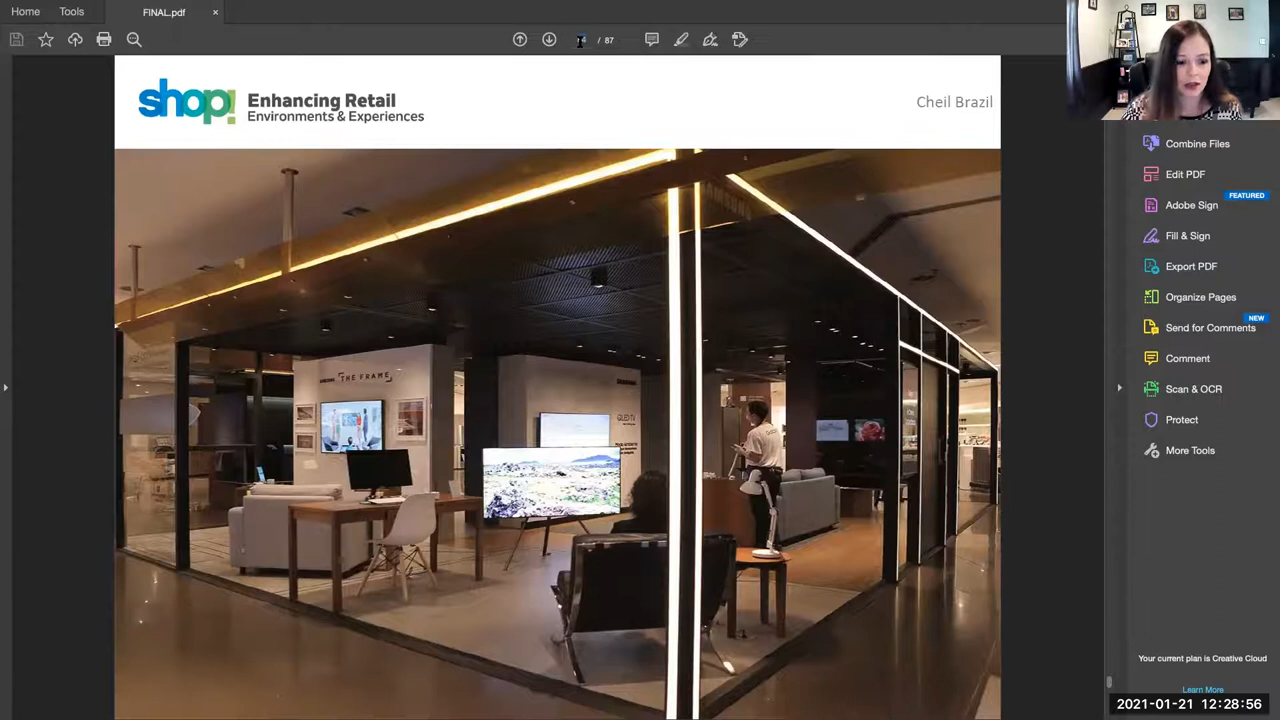 Home
Tools
FINAL.pdf
×
/ 87
shop!
Enhancing Retail
Environments & Experiences
Cheil Brazil
THE FRAME
QLED TV
Combine Files
Edit PDF
FEATURED
Adobe Sign
Fill & Sign
Export PDF
Organize Pages
NEW
Send for Comments
Comment
Scan & OCR
Protect
More Tools
Your current plan is Creative Cloud
Learn More
2021-01-21 12:28:56